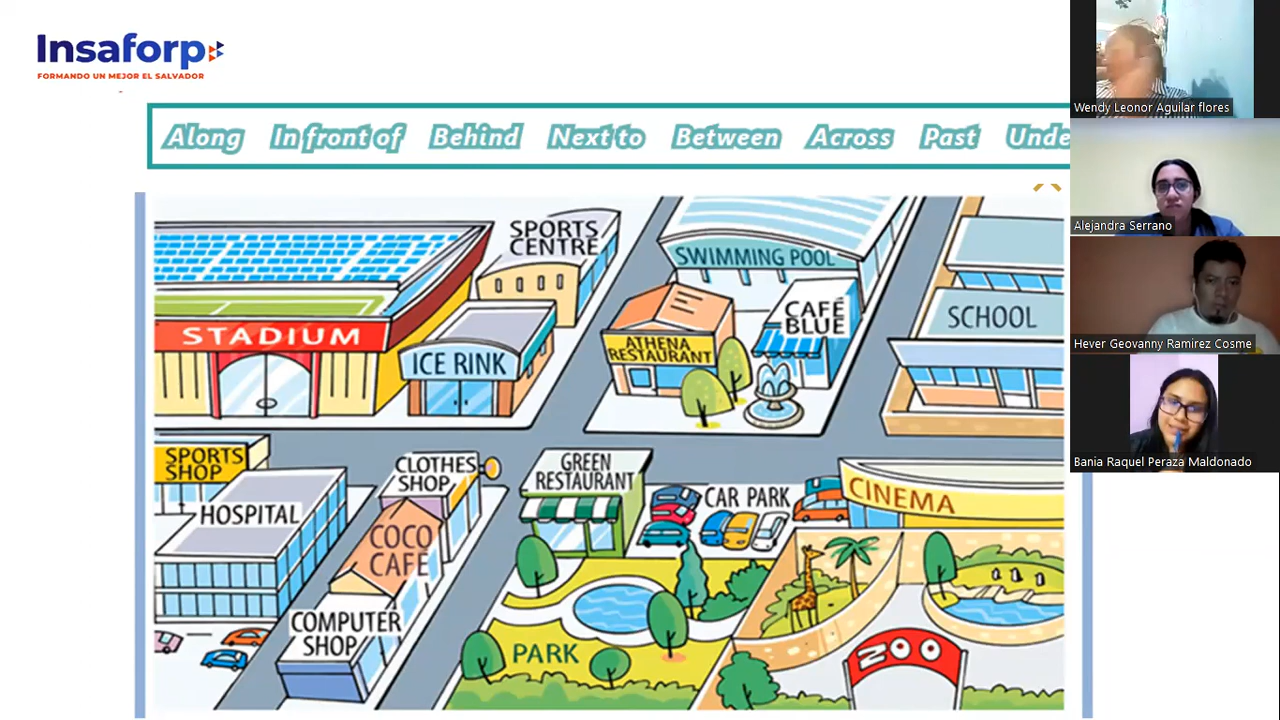 Insaforp
FORMANDO UN MEJOR EL SALVADOR
Along In front of Behind Next to Between Across Past Unde
SPORTS
CENTRE
SWIMMING POOL
STADIUM
ICE RINK
ATHENA
RESTAURANT
CAFÉ
BLUE
SCHOOL
SPORTS
SHOP
HOSPITAL
CLOTHES
SHOP
COCO
CAFE
COMPUTER
SHOP
GREEN
RESTAURANT
CAR PARK
CINEMA
PARK
ZOO
Wendy Leonor Aguilar flores
Alejandra Serrano
Hever Geovanny Ramirez Cosme
Bania Raquel Peraza Maldonado